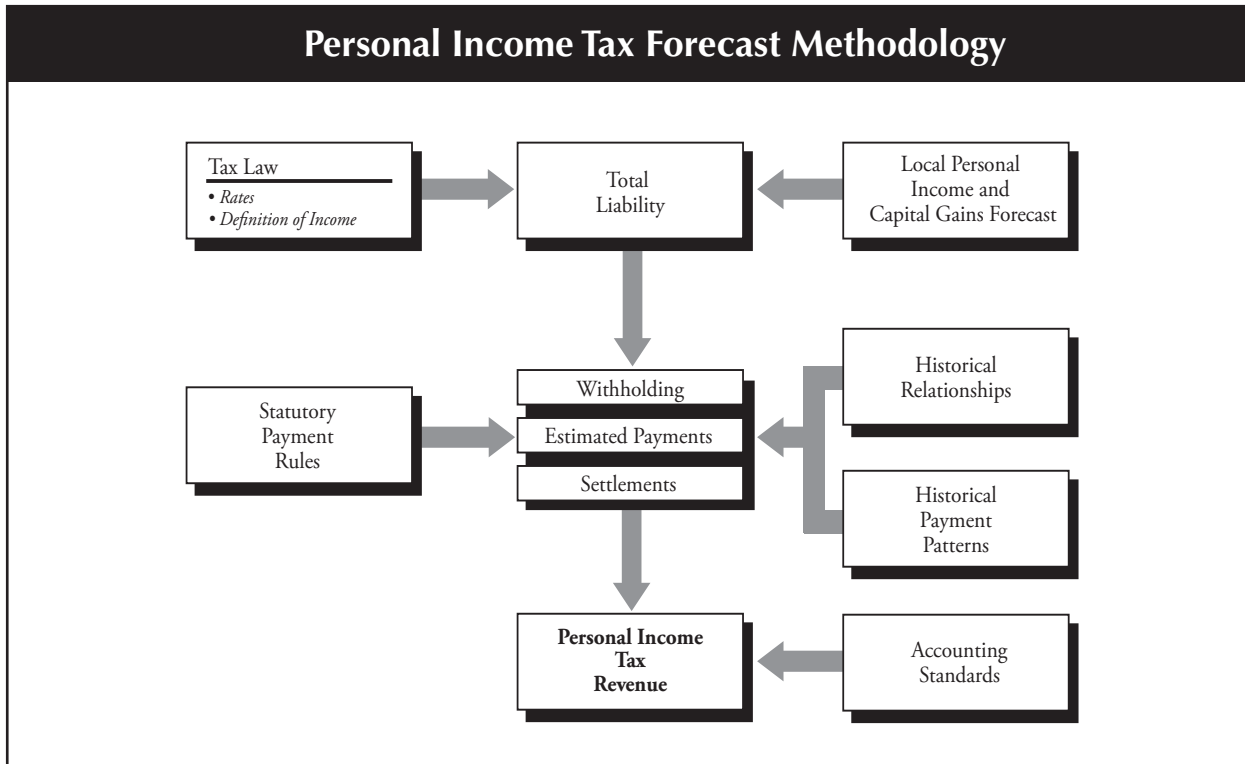 Personal Income Tax Forecast Methodology
Tax Law
• Rates
• Definition of Income
Total
Liability
Local Personal
Income and
Capital Gains Forecast
Statutory
Payment
Rules
Withholding
Estimated Payments
Settlements
Historical
Relationships
Historical
Payment
Patterns
Personal Income
Tax
Revenue
Accounting
Standards